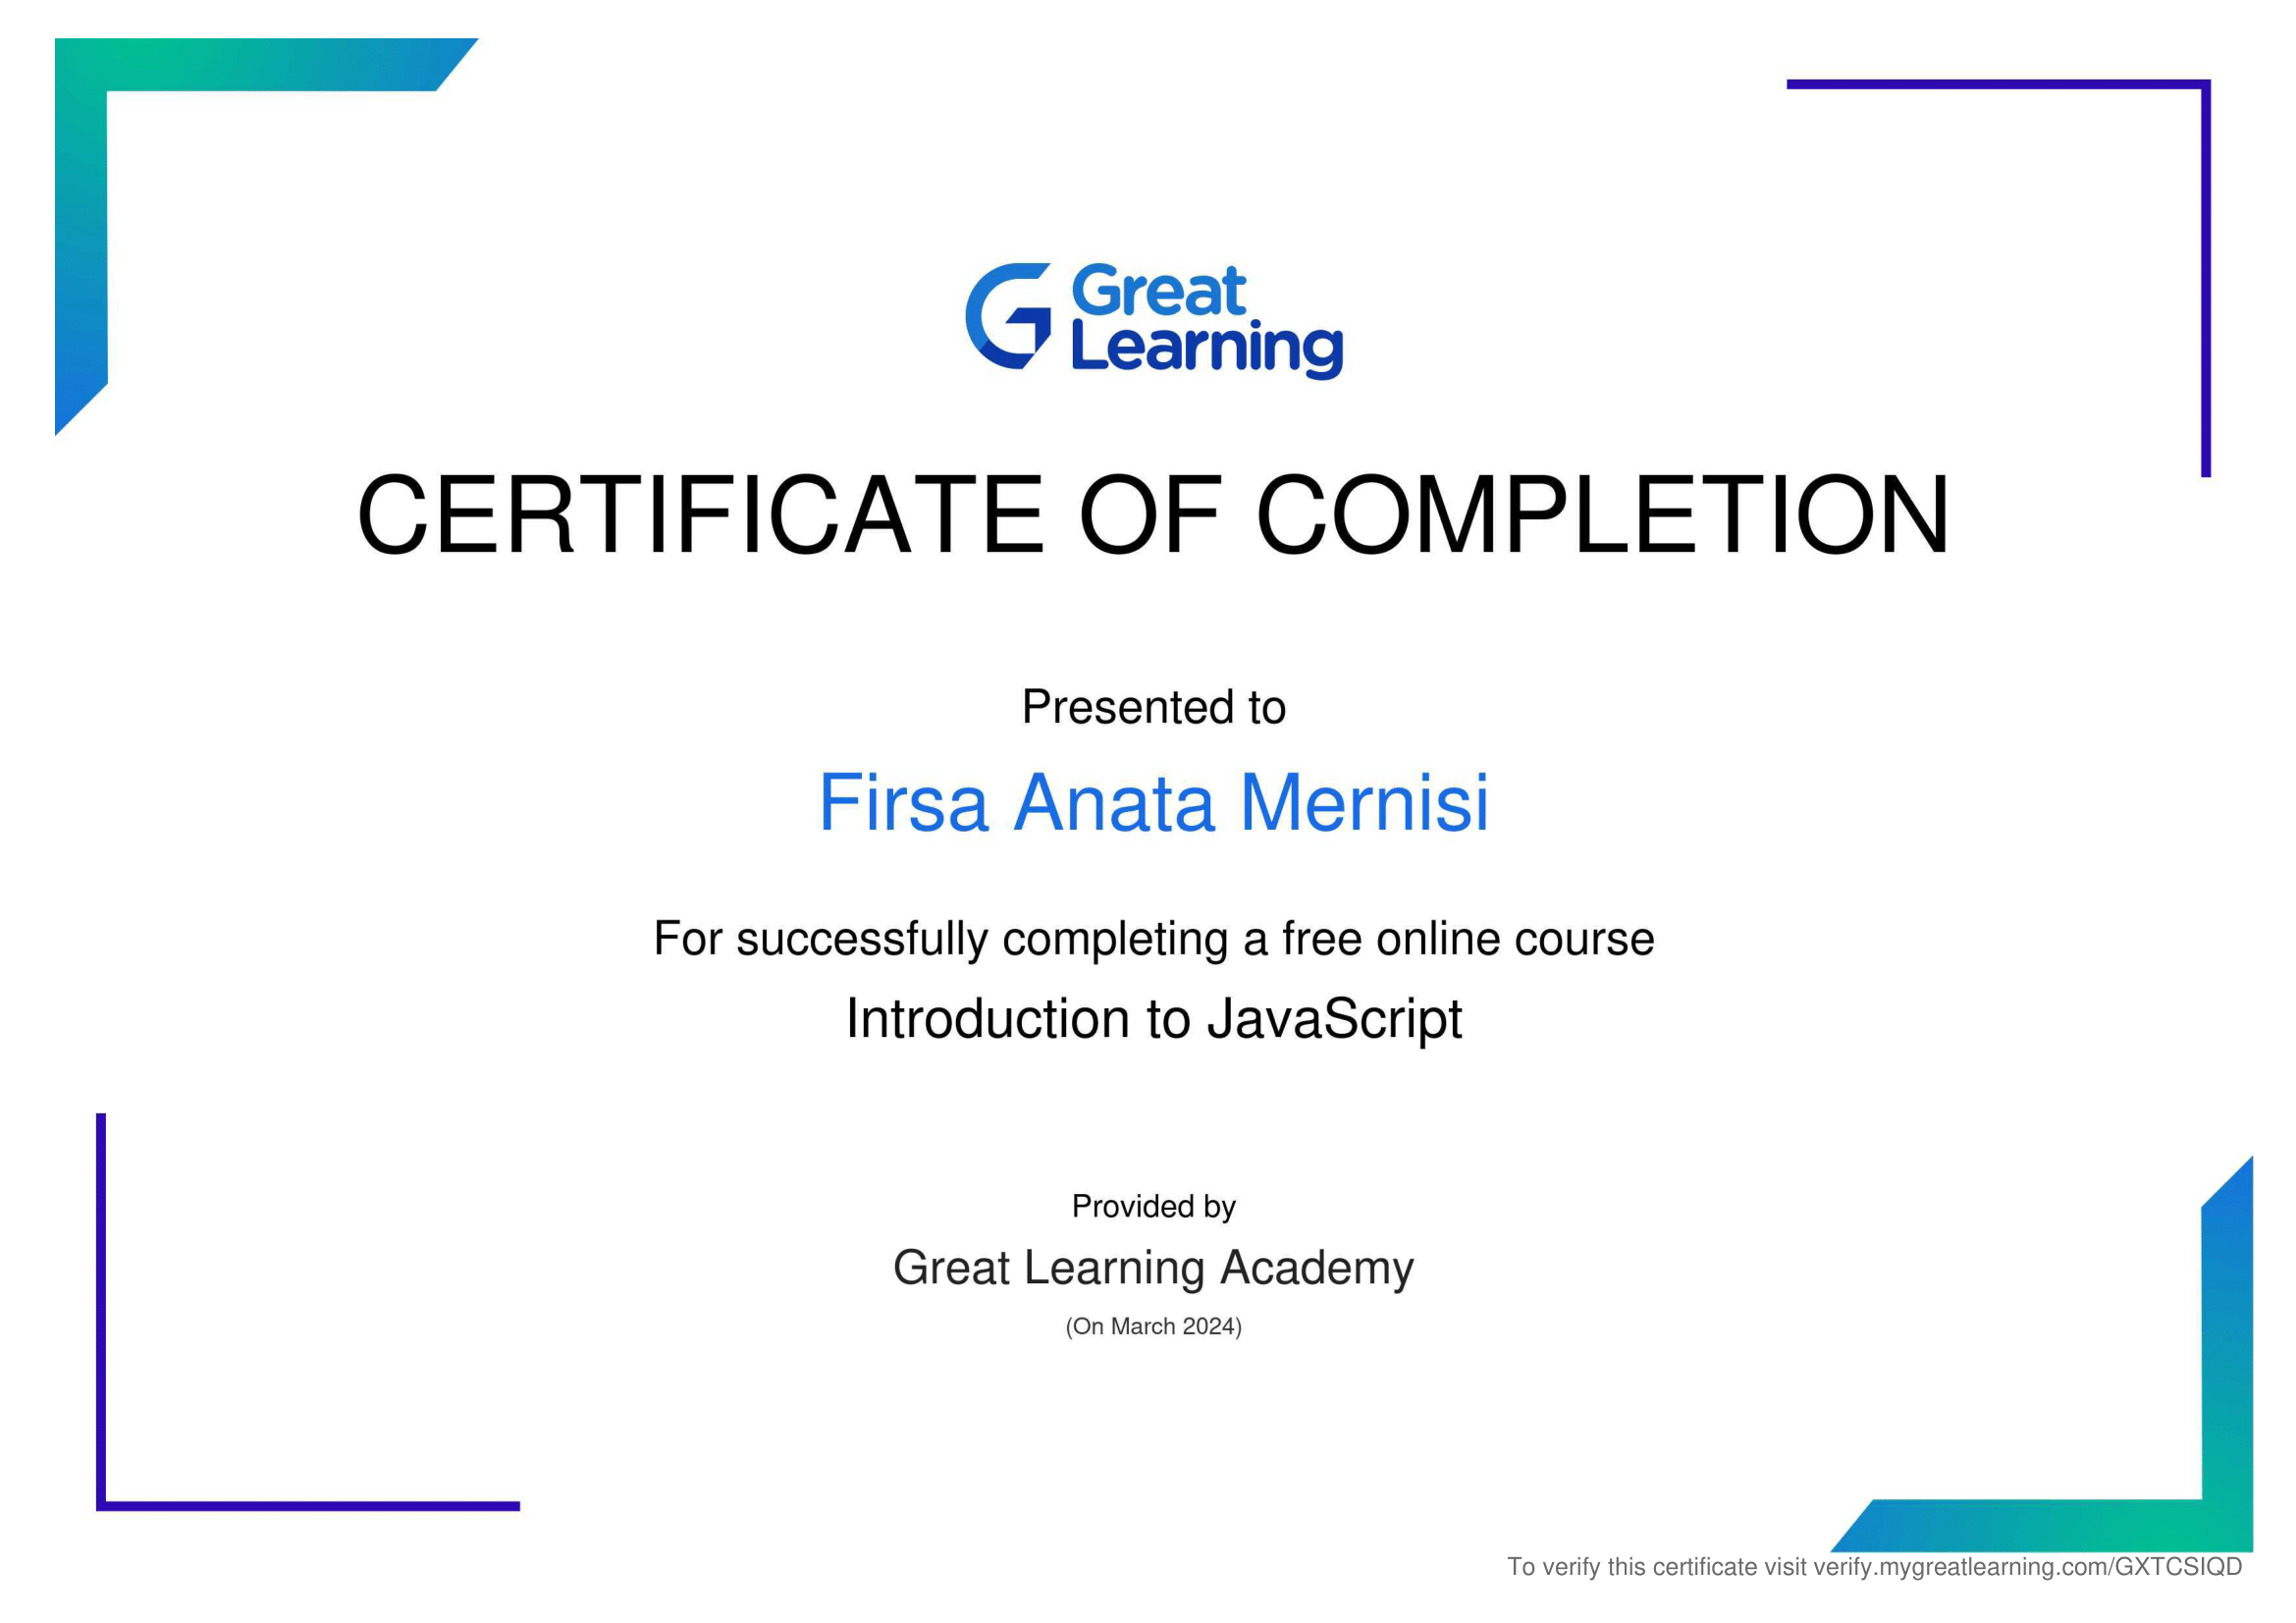 Great
Learning
CERTIFICATE OF COMPLETION
Presented to
Firsa Anata Mernisi
For successfully completing a free online course
Introduction to JavaScript
Provided by
Great Learning Academy
(On March 2024)
To verify this certificate visit verify.mygreatlearning.com/GXTCSIQD